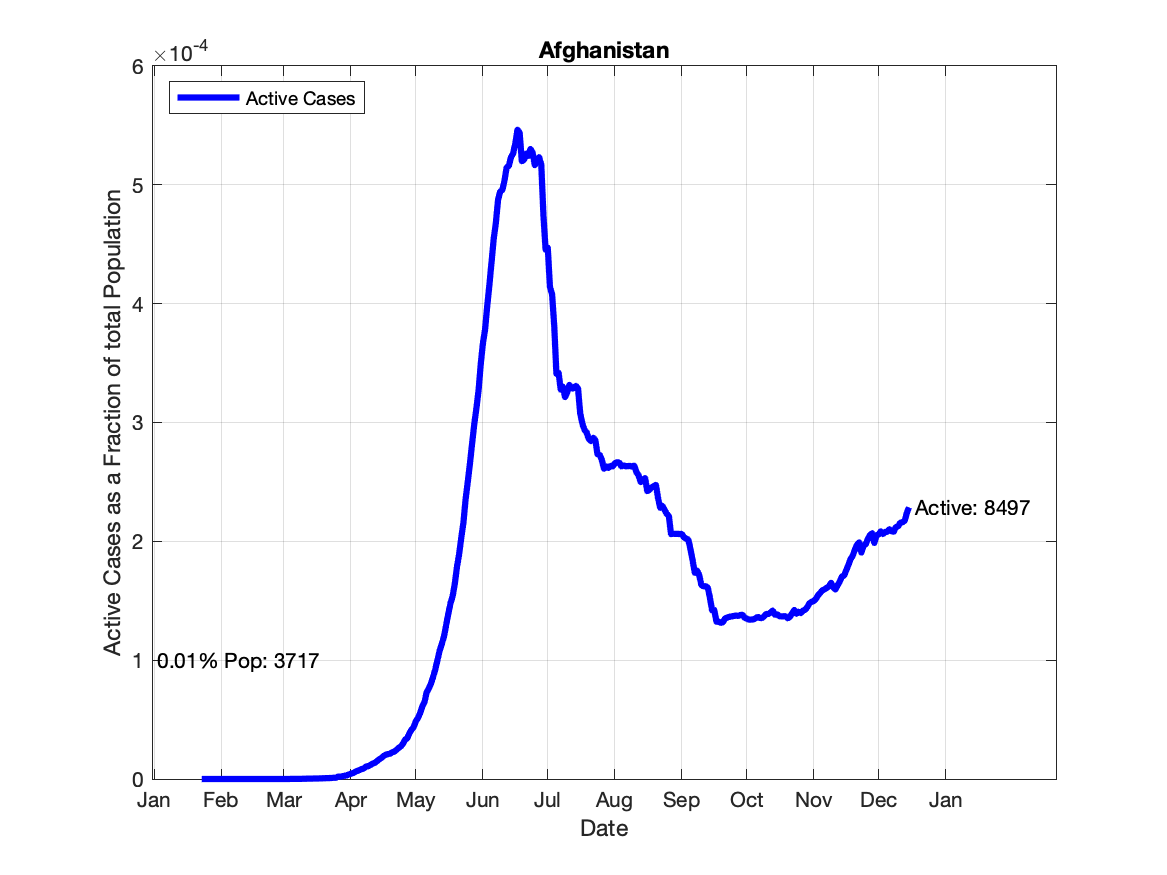 Afghanistan
×10⁻⁴
6
Active Cases
5
4
3
2
1
0
Active Cases as a Fraction of total Population
0.01% Pop: 3717
Active: 8497
Jan Feb Mar Apr May Jun Jul Aug Sep Oct Nov Dec Jan
Date